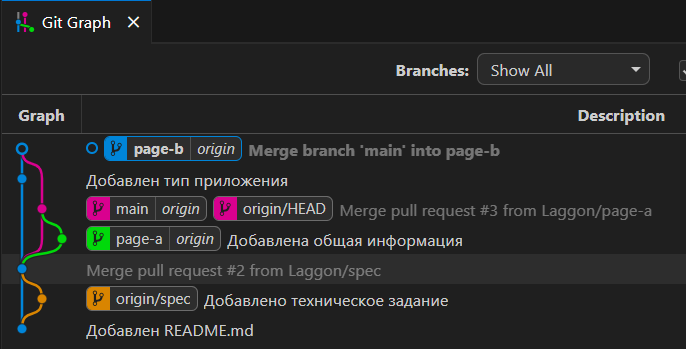 Git Graph
Branches: Show All
Graph Description
page-b origin Merge branch 'main' into page-b
Добавлен тип приложения
main origin origin/HEAD Merge pull request #3 from Laggon/page-a
page-a origin Добавлена общая информация
Merge pull request #2 from Laggon/spec
origin/spec Добавлено техническое задание
Добавлен README.md